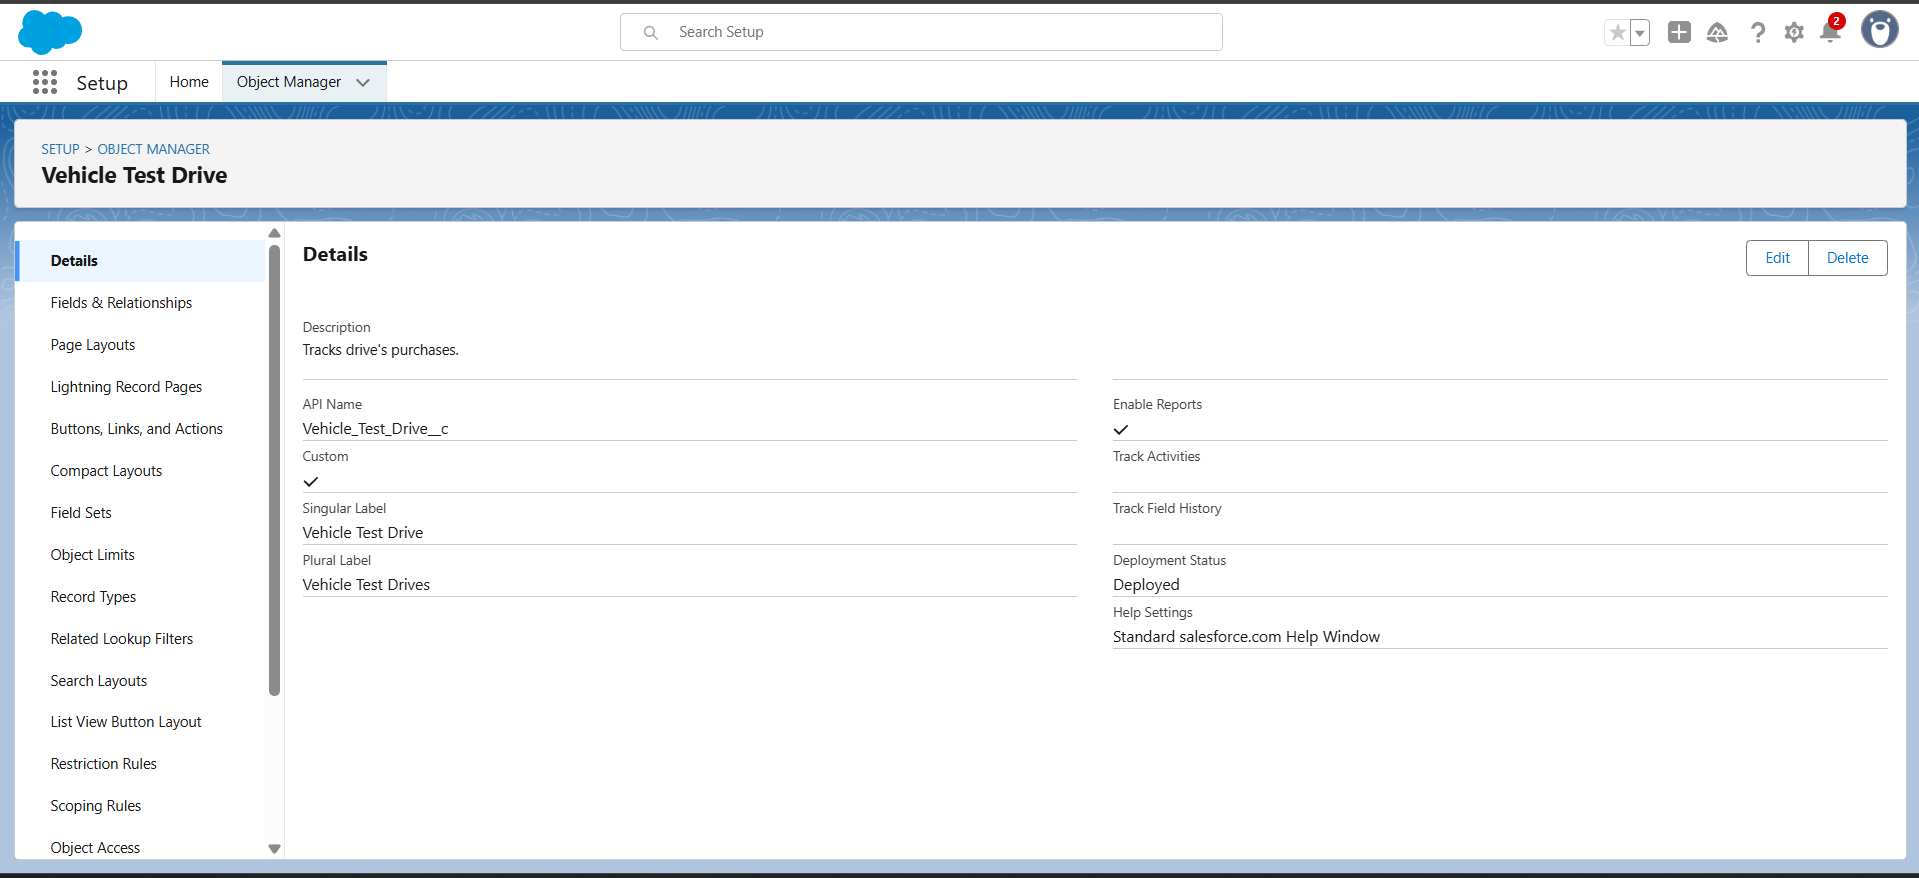 Search Setup
2
Setup
Home
Object Manager
SETUP > OBJECT MANAGER
Vehicle Test Drive
Details
Fields & Relationships
Page Layouts
Lightning Record Pages
Buttons, Links, and Actions
Compact Layouts
Field Sets
Object Limits
Record Types
Related Lookup Filters
Search Layouts
List View Button Layout
Restriction Rules
Scoping Rules
Object Access
Details
Edit
Delete
Description
Tracks drive's purchases.
API Name
Vehicle_Test_Drive__c
Custom
Singular Label
Vehicle Test Drive
Plural Label
Vehicle Test Drives
Enable Reports
Track Activities
Track Field History
Deployment Status
Deployed
Help Settings
Standard salesforce.com Help Window